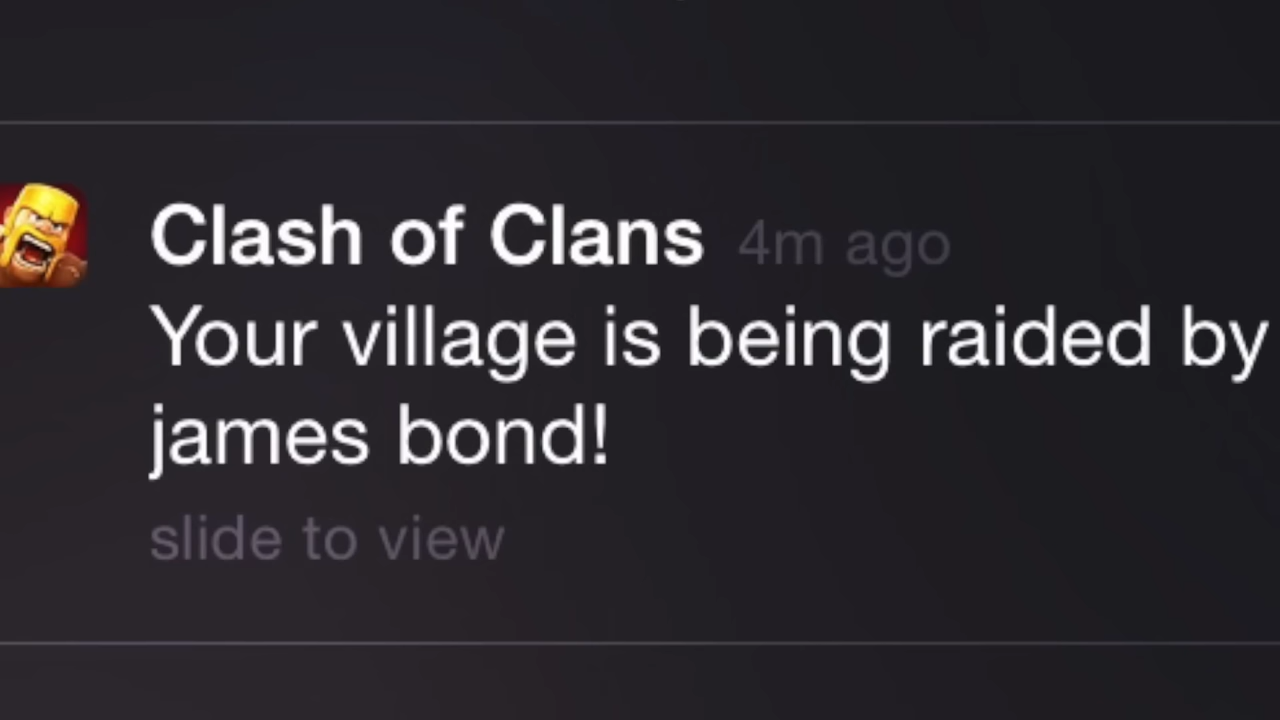 Clash of Clans 4m ago
Your village is being raided by
james bond!
slide to view